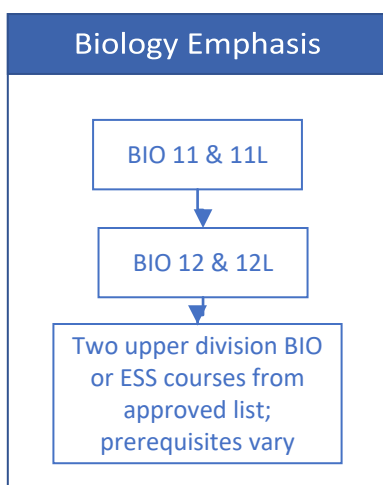 Biology Emphasis
BIO 11 & 11L
BIO 12 & 12L
Two upper division BIO
or ESS courses from
approved list;
prerequisites vary